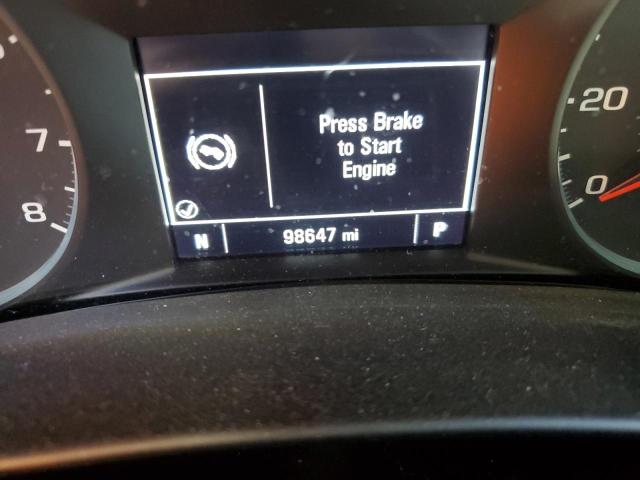 Press Brake
to Start
Engine
N 98647 mi P
7
8
20
0